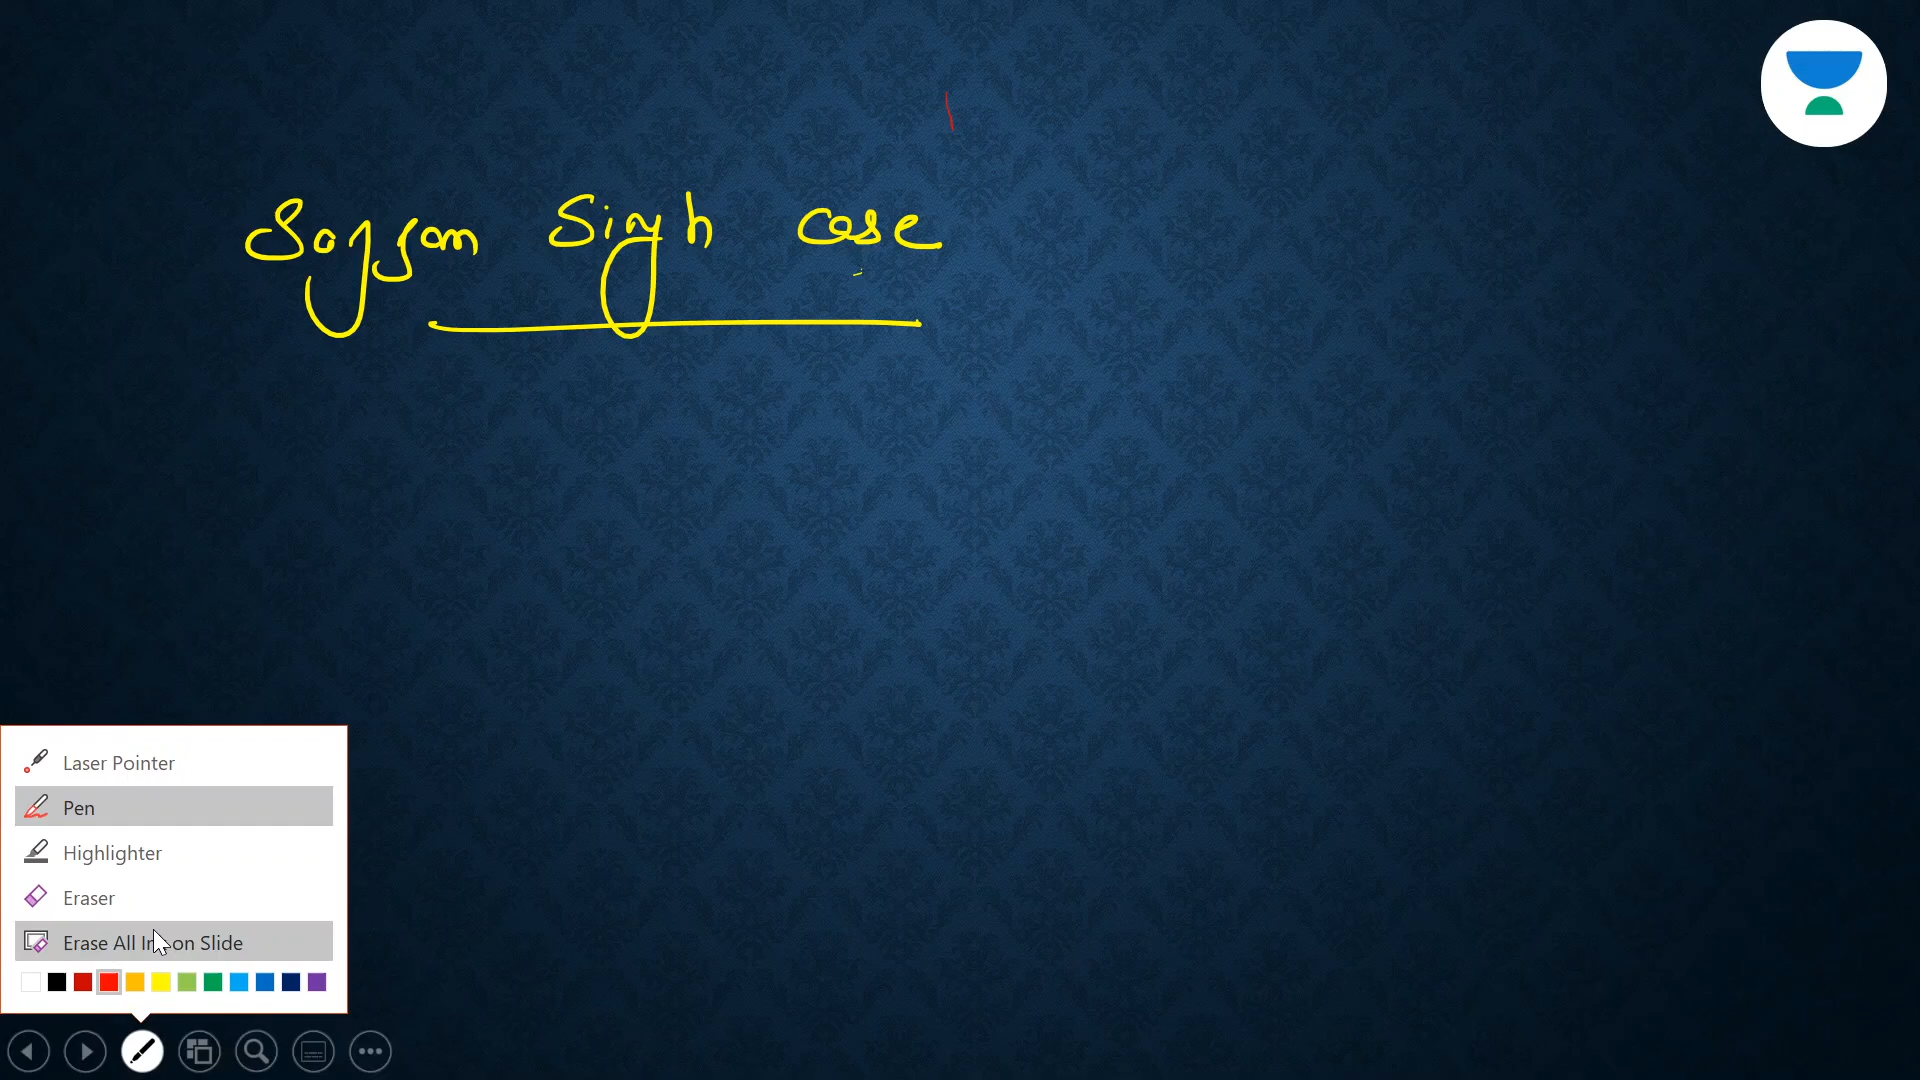 Sajjan Singh case
Laser Pointer
Pen
Highlighter
Eraser
Erase All Ink on Slide